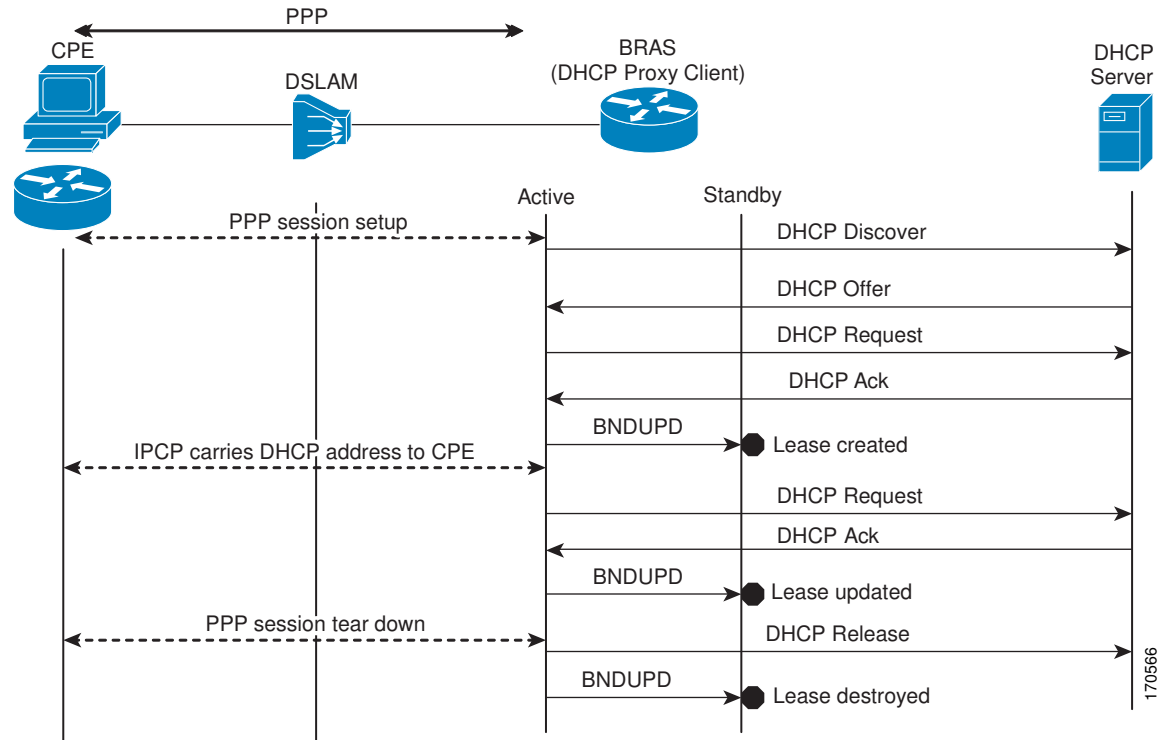 PPP
CPE
BRAS
(DHCP Proxy Client)
DHCP
Server
DSLAM
Active
Standby
PPP session setup
DHCP Discover
DHCP Offer
DHCP Request
DHCP Ack
BNDUPD
Lease created
IPCP carries DHCP address to CPE
DHCP Request
DHCP Ack
BNDUPD
Lease updated
PPP session tear down
DHCP Release
BNDUPD
Lease destroyed
170566